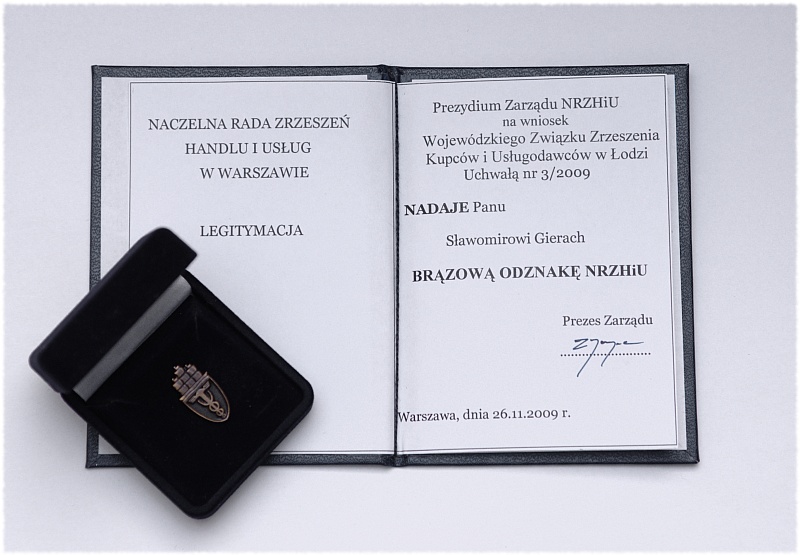 NACZELNA RADA ZRZESZEŃ
HANDLU I USŁUG
W WARSZAWIE
LEGITYMACJA
Prezydium Zarządu NRZHiU
na wniosek
Wojewódzkiego Związku Zrzeszenia
Kupców i Usługodawców w Łodzi
Uchwałą nr 3/2009
NADAJE Panu
Sławomirowi Gierach
BRĄZOWĄ ODZNAKĘ NRZHiU
Prezes Zarządu
Warszawa, dnia 26.11.2009 r.